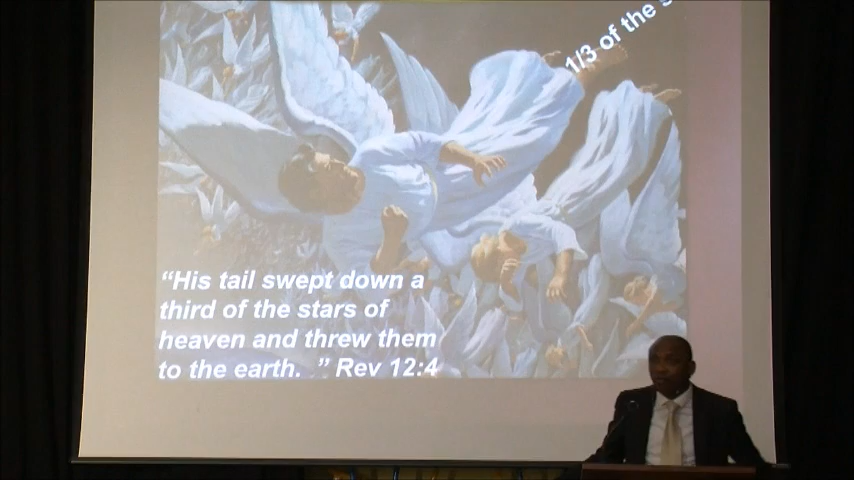 1/3 of the
“His tail swept down a
third of the stars of
heaven and threw them
to the earth.  ” Rev 12:4